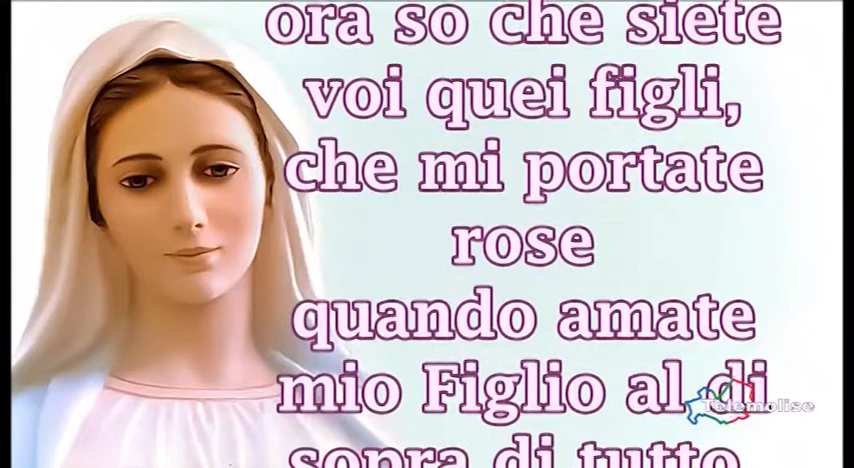 ora so che siete
voi quei figli,
che mi portate
rose
quando amate
mio Figlio al di
sopra di tutto
Telemolise